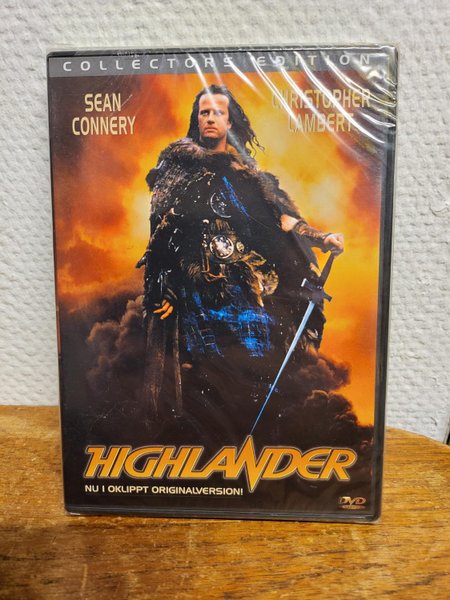 COLLECTORS EDITION
SEAN
CONNERY
CHRISTOPHER
LAMBERT
HIGHLANDER
NU I OKLIPPT ORIGINALVERSION!
DVD